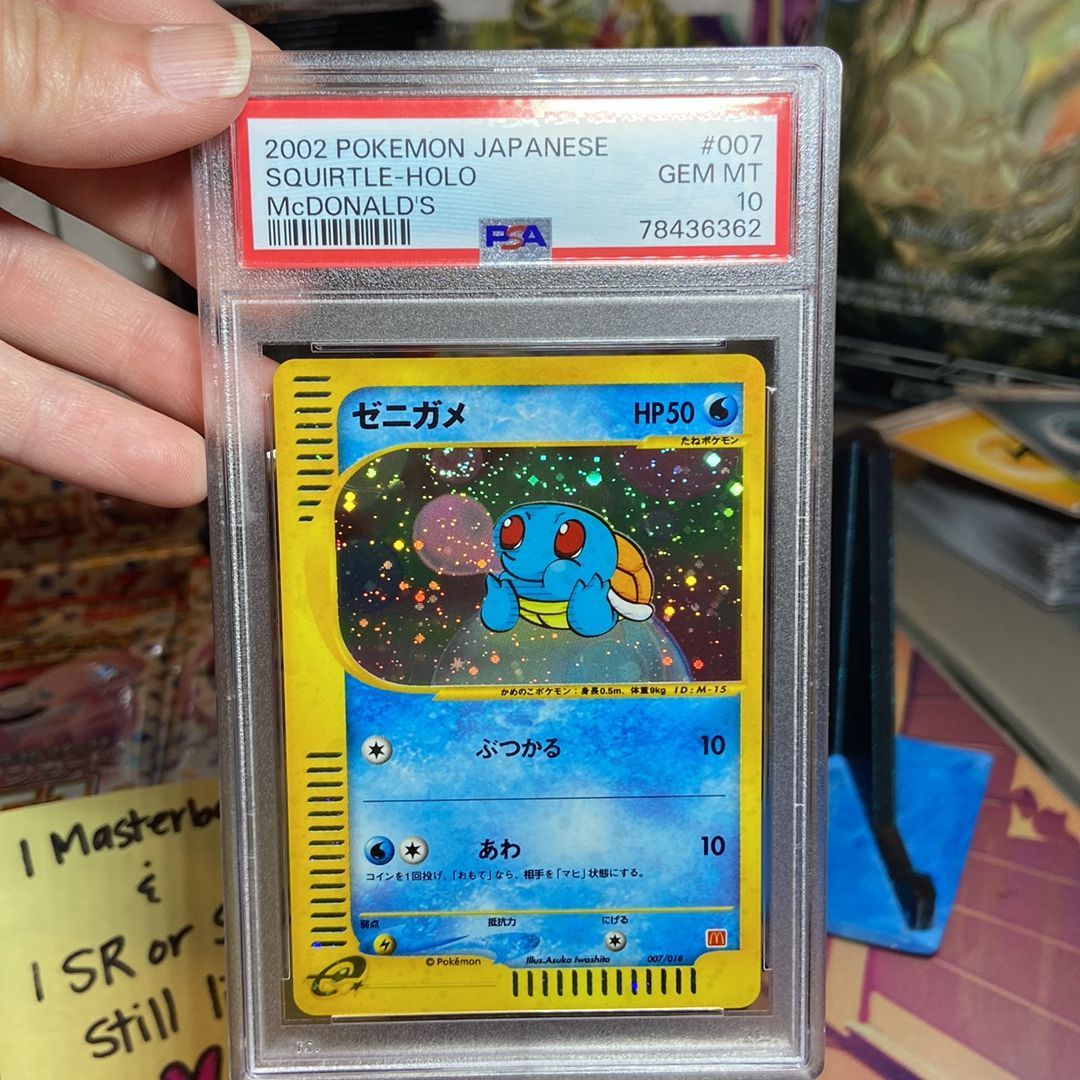 2002 POKEMON JAPANESE #007
SQUIRTLE-HOLO GEM MT
McDONALD'S 10
PSA 78436362
ゼニガメ HP50
たねポケモン
かめのこポケモン：身長0.5m、体重9kg ID：M-15
ぶつかる 10
あわ 10
コインを1回投げ、「おもて」なら、相手を「マヒ」状態にする。
弱点 抵抗力 にげる
©Pokémon Illus.Asuka Iwashita 007/018
1 Masterb
&
1 SR or
Still